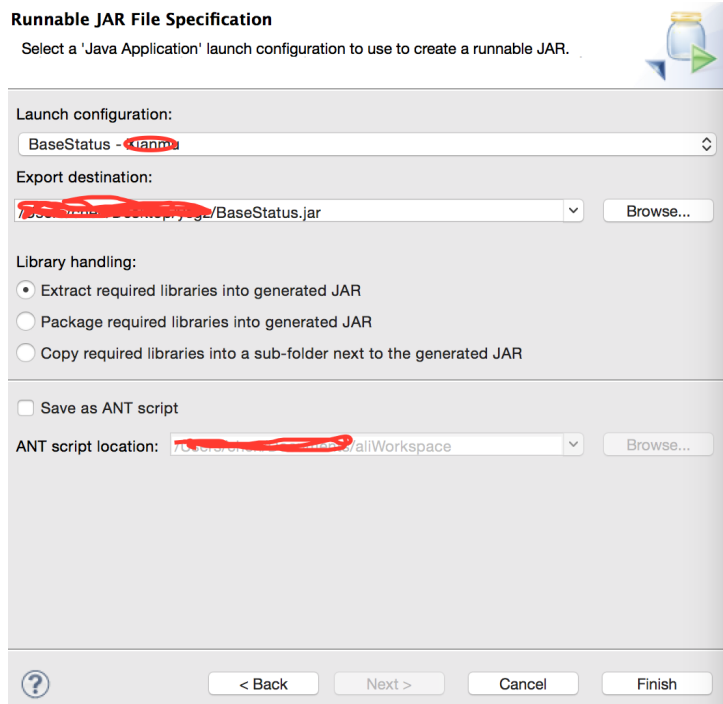 Runnable JAR File Specification
Select a 'Java Application' launch configuration to use to create a runnable JAR.
Launch configuration:
BaseStatus -
Export destination:
/BaseStatus.jar
Browse...
Library handling:
Extract required libraries into generated JAR
Package required libraries into generated JAR
Copy required libraries into a sub-folder next to the generated JAR
Save as ANT script
ANT script location:
/aliWorkspace
Browse...
?
< Back
Next >
Cancel
Finish